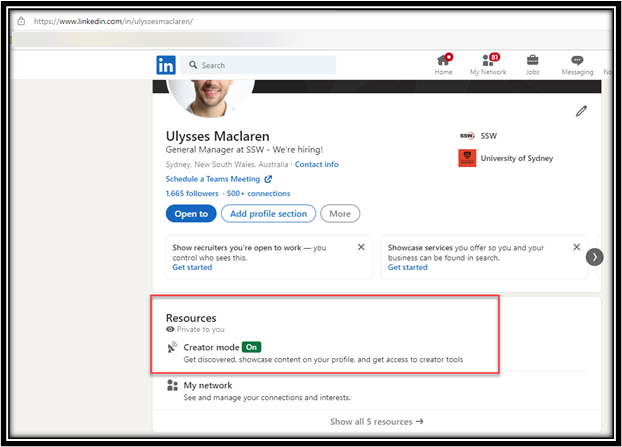 https://www.linkedin.com/in/ulyssesmaclaren/
in
Search
81
Home
My Network
Jobs
Messaging
No
Ulysses Maclaren
General Manager at SSW - We're hiring!
Sydney, New South Wales, Australia · Contact info
Schedule a Teams Meeting
1,665 followers · 500+ connections
SSW
SSW
University of Sydney
Open to
Add profile section
More
Show recruiters you're open to work — you
control who sees this.
Get started
Showcase services you offer so you and your
business can be found in search.
Get started
Resources
Private to you
Creator mode On
Get discovered, showcase content on your profile, and get access to creator tools
My network
See and manage your connections and interests.
Show all 5 resources →